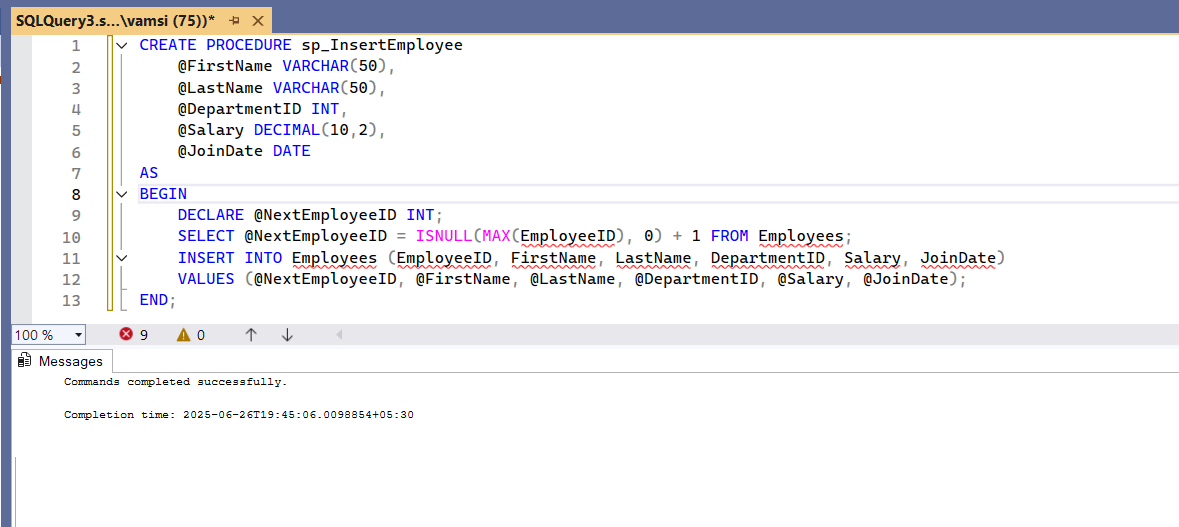 SQLQuery3.s...\vamsi (75))*
1 CREATE PROCEDURE sp_InsertEmployee
2 @FirstName VARCHAR(50),
3 @LastName VARCHAR(50),
4 @DepartmentID INT,
5 @Salary DECIMAL(10,2),
6 @JoinDate DATE
7 AS
8 BEGIN
9 DECLARE @NextEmployeeID INT;
10 SELECT @NextEmployeeID = ISNULL(MAX(EmployeeID), 0) + 1 FROM Employees;
11 INSERT INTO Employees (EmployeeID, FirstName, LastName, DepartmentID, Salary, JoinDate)
12 VALUES (@NextEmployeeID, @FirstName, @LastName, @DepartmentID, @Salary, @JoinDate);
13 END;
100 % 9 0
Messages
Commands completed successfully.
Completion time: 2025-06-26T19:45:06.0098854+05:30